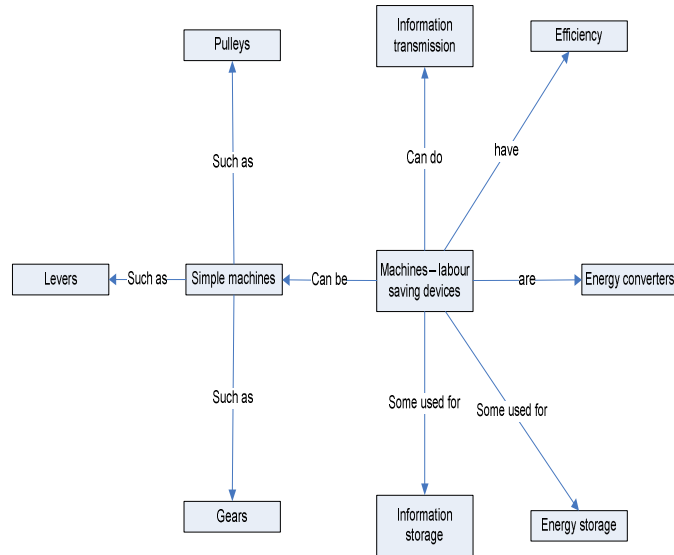 Information
transmission
Efficiency
Pulleys
Such as
Can do
have
Levers
Such as
Simple machines
Can be
Machines – labour
saving devices
are
Energy converters
Such as
Some used for
Some used for
Gears
Information
storage
Energy storage